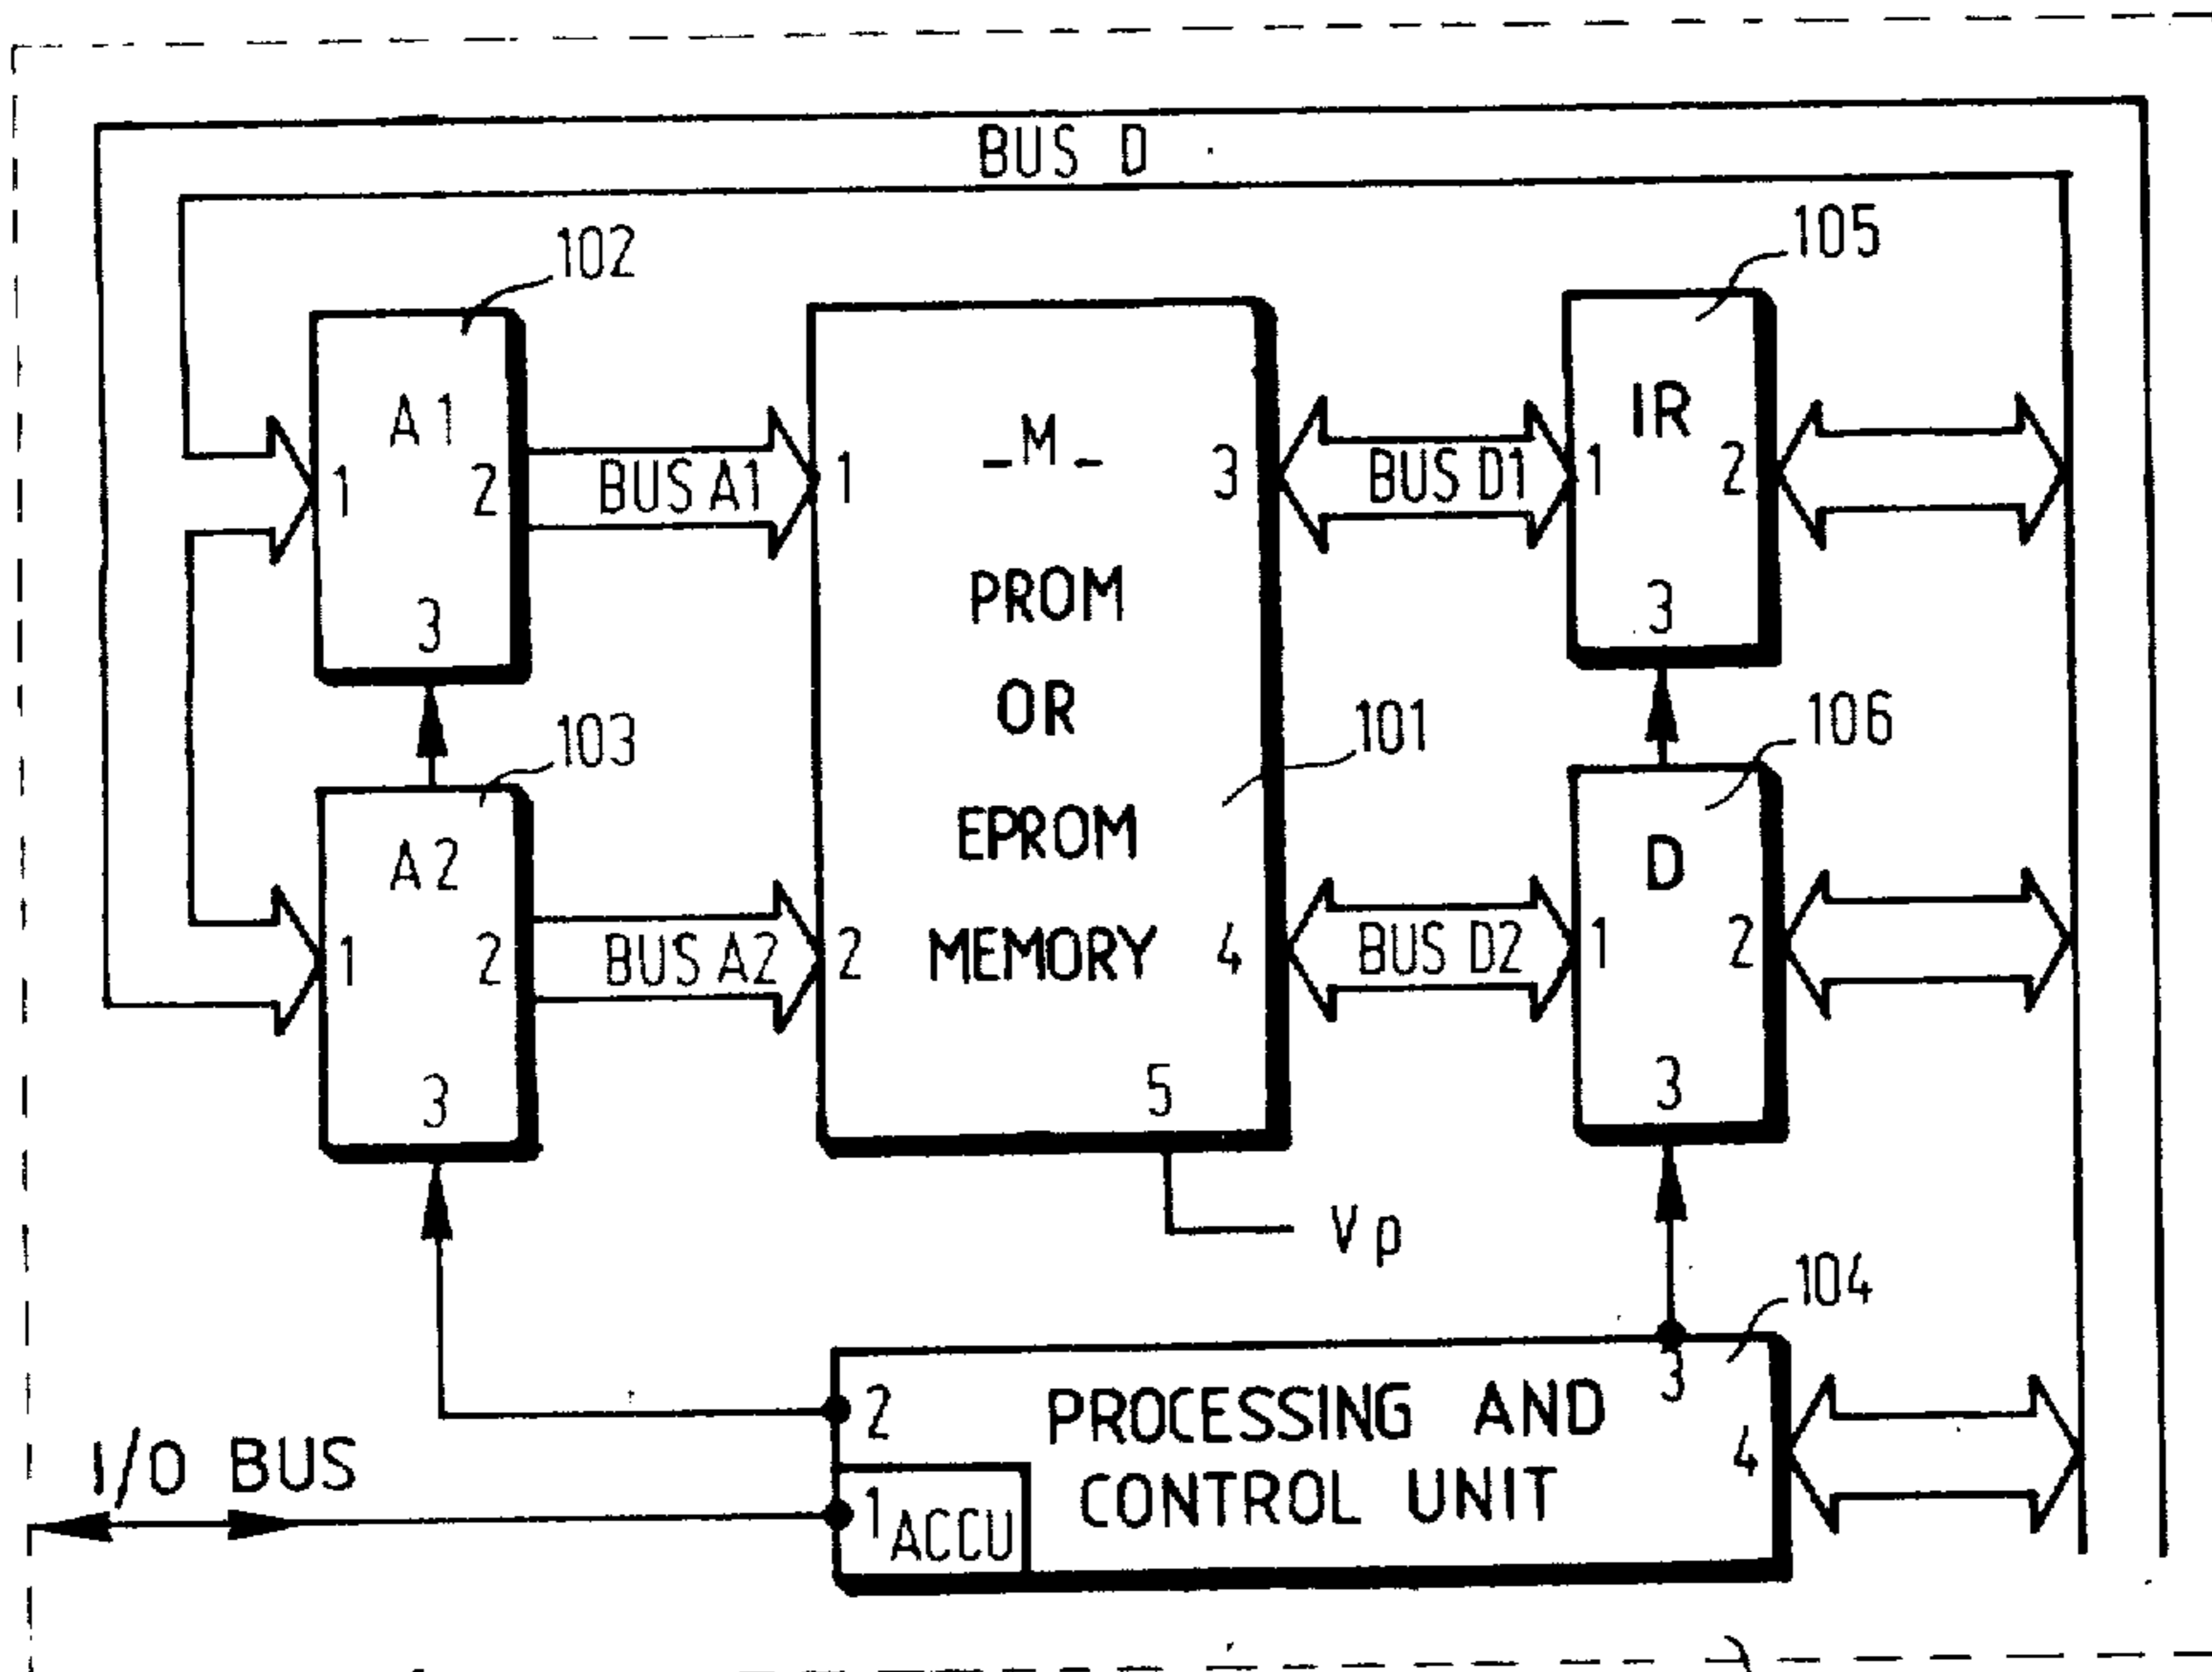 BUS D
102
105
A1
1
2
3
BUS A1
1
-M-
3
PROM
OR
EPROM
MEMORY
BUS D1
IR
1
2
3
103
101
106
A2
1
2
3
BUS A2
2
4
5
BUS D2
D
1
2
3
Vp
104
2
PROCESSING AND
CONTROL UNIT
3
4
1
ACCU
I/O BUS